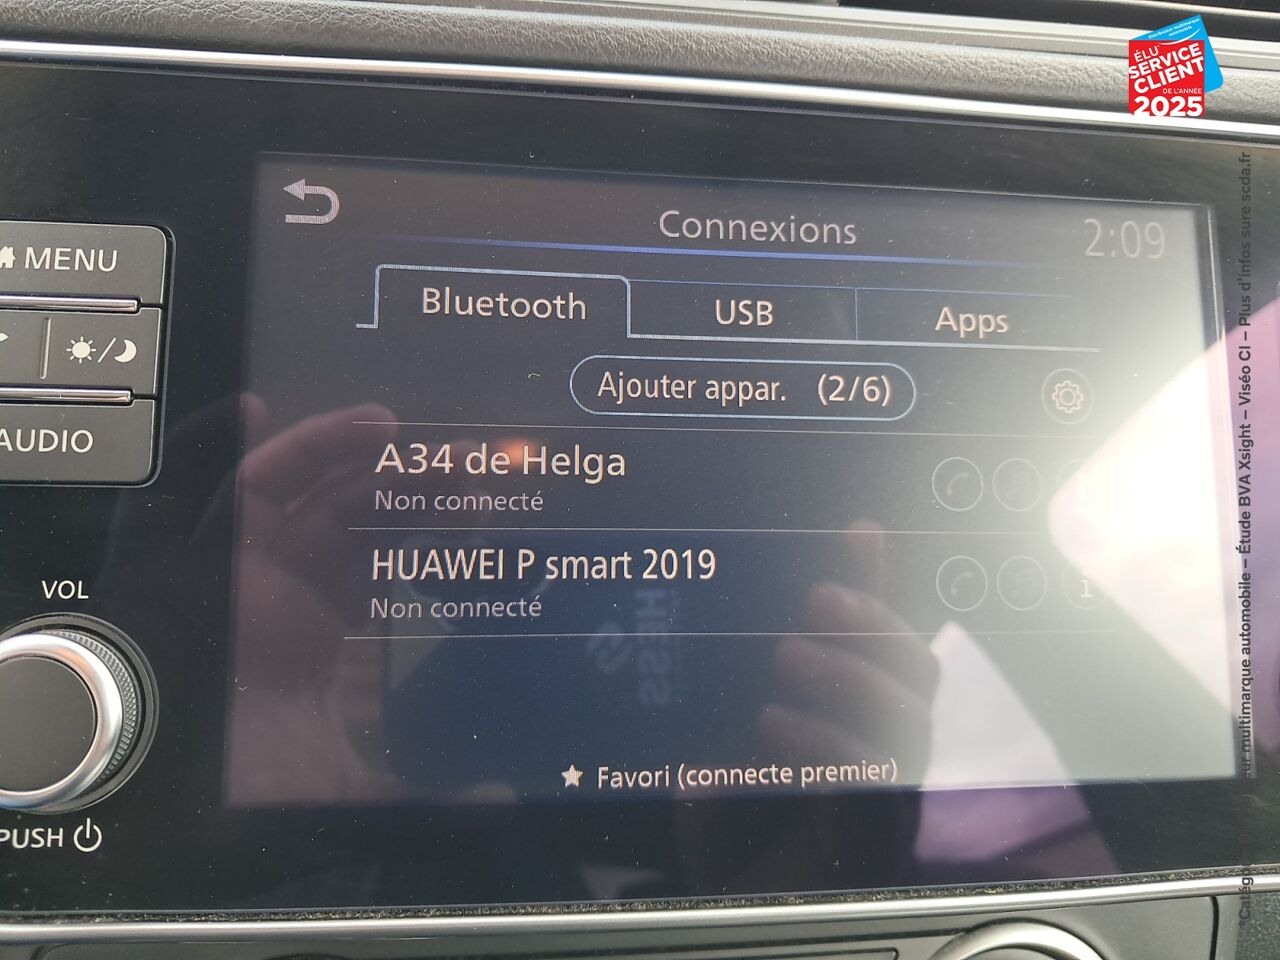 ÉLU
SERVICE
CLIENT
DE L'ANNÉE
2025
Connexions
2:09
MENU
Bluetooth
USB
Apps
Ajouter appar. (2/6)
AUDIO
A34 de Helga
Non connecté
HUAWEI P smart 2019
Non connecté
VOL
★ Favori (connecte premier)
PUSH
multimarque automobile – Étude BVA Xsight – Viséo CI – Plus d'infos sure scda.fr